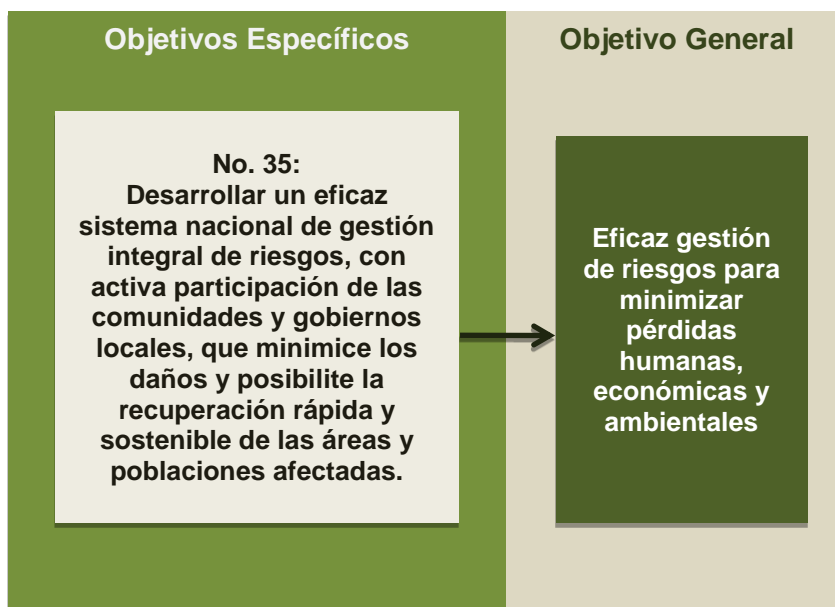 Objetivos Específicos
Objetivo General
No. 35:
Desarrollar un eficaz
sistema nacional de gestión
integral de riesgos, con
activa participación de las
comunidades y gobiernos
locales, que minimice los
daños y posibilite la
recuperación rápida y
sostenible de las áreas y
poblaciones afectadas.
Eficaz gestión
de riesgos para
minimizar
pérdidas
humanas,
económicas y
ambientales